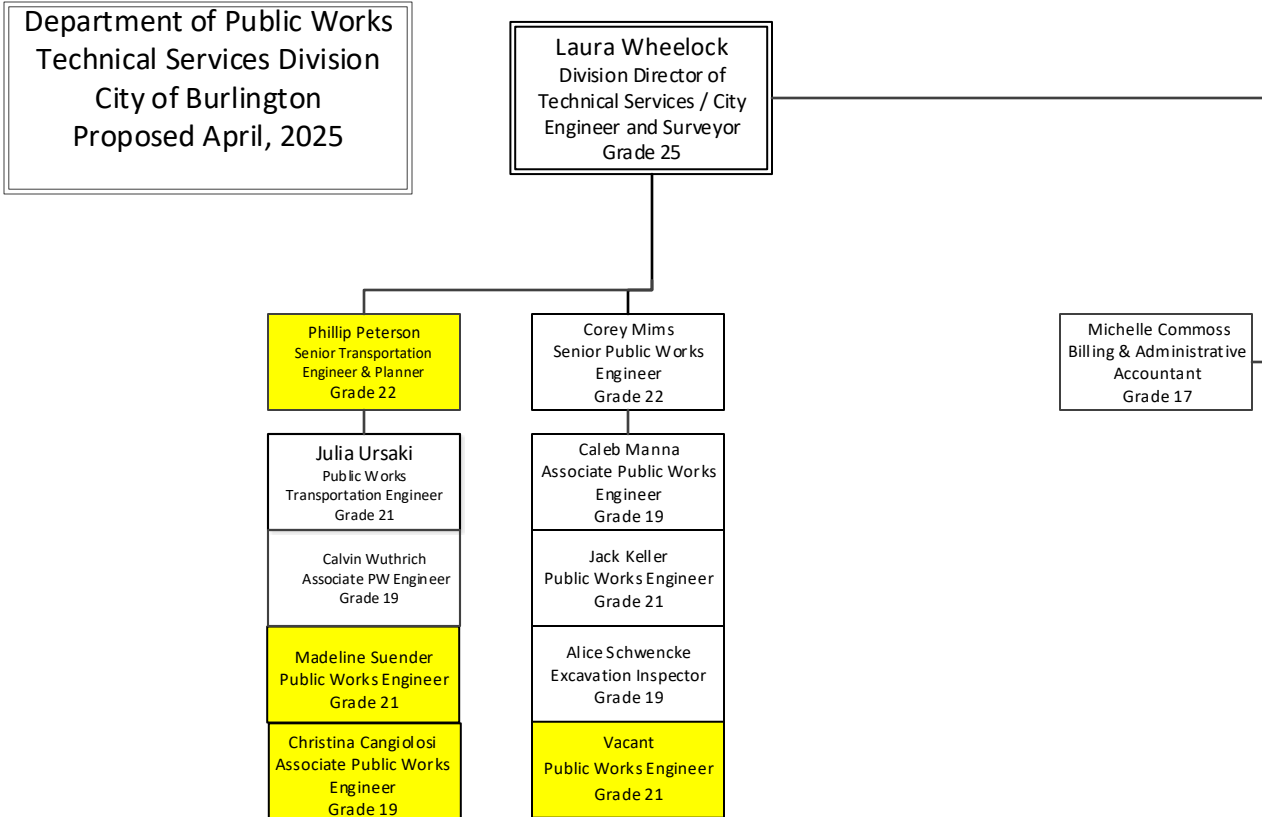 Department of Public Works
Technical Services Division
City of Burlington
Proposed April, 2025
Laura Wheelock
Division Director of
Technical Services / City
Engineer and Surveyor
Grade 25
Phillip Peterson
Senior Transportation
Engineer & Planner
Grade 22
Corey Mims
Senior Public Works
Engineer
Grade 22
Michelle Commoss
Billing & Administrative
Accountant
Grade 17
Julia Ursaki
Public Works
Transportation Engineer
Grade 21
Calvin Wuthrich
Associate PW Engineer
Grade 19
Madeline Suender
Public Works Engineer
Grade 21
Christina Cangiolosi
Associate Public Works
Engineer
Grade 19
Caleb Manna
Associate Public Works
Engineer
Grade 19
Jack Keller
Public Works Engineer
Grade 21
Alice Schwencke
Excavation Inspector
Grade 19
Vacant
Public Works Engineer
Grade 21